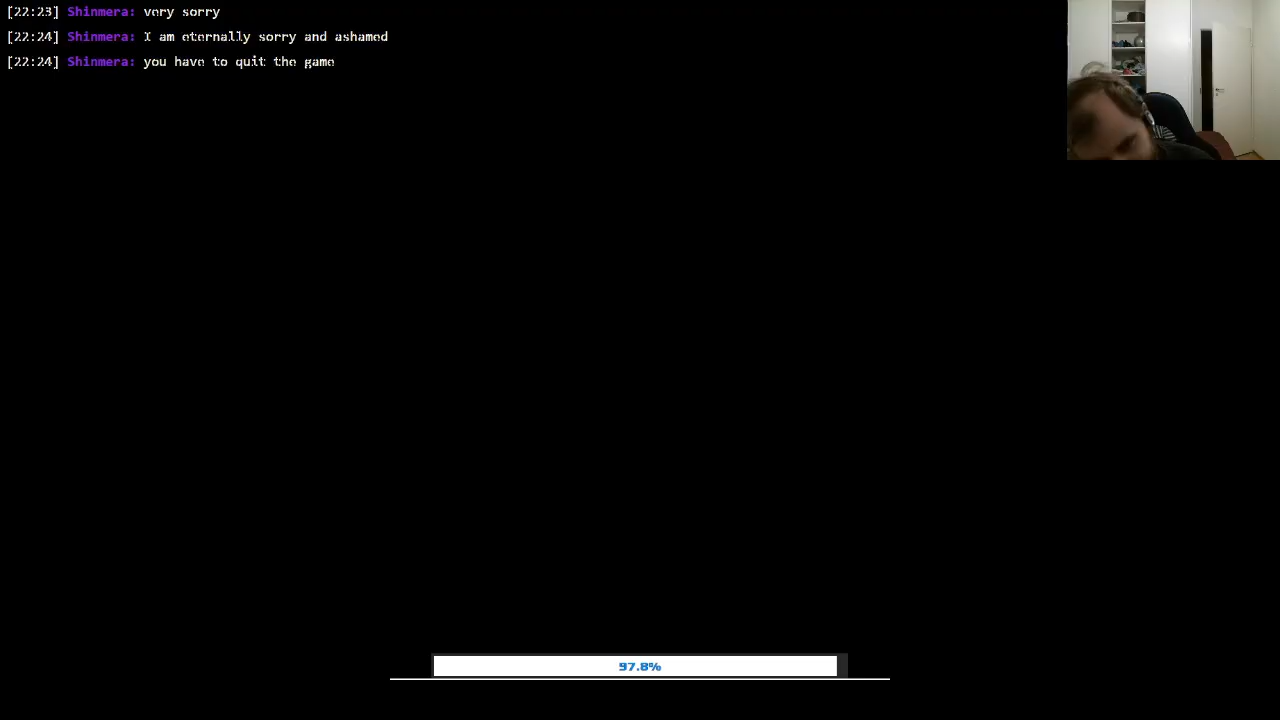 [22:23] Shinmera: very sorry
[22:24] Shinmera: I am eternally sorry and ashamed
[22:24] Shinmera: you have to quit the game
97.8%